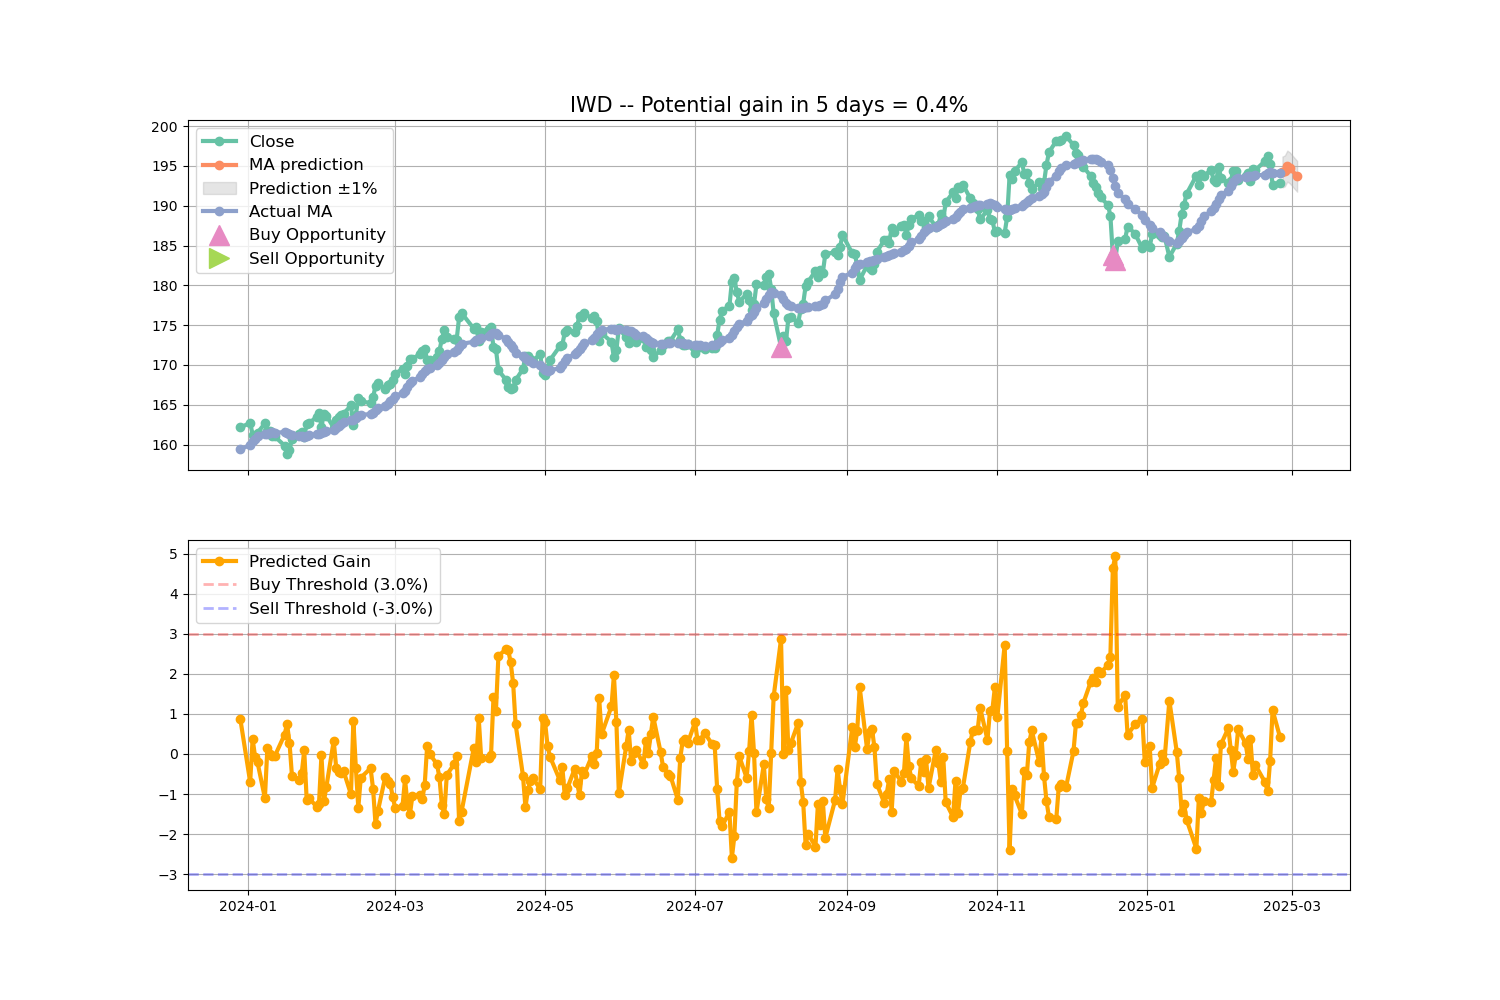 IWD -- Potential gain in 5 days = 0.4%
200
195
190
185
180
175
170
165
160
Close
MA prediction
Prediction ±1%
Actual MA
Buy Opportunity
Sell Opportunity
5
4
3
2
1
0
−1
−2
−3
Predicted Gain
Buy Threshold (3.0%)
Sell Threshold (-3.0%)
2024-01 2024-03 2024-05 2024-07 2024-09 2024-11 2025-01 2025-03